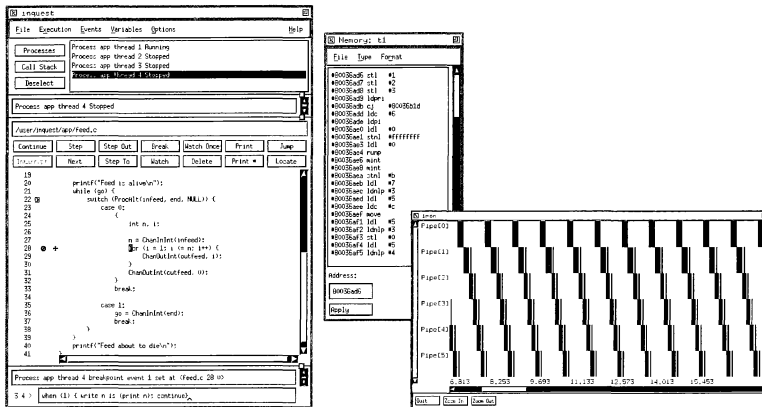 inquest
File Execution Events Variables Options Help
Processes
Call Stack
Deselect
Process app thread 1 Running
Process app thread 2 Stopped
Process app thread 3 Stopped
Process app thread 4 Stopped
Process app thread 4 Stopped
/user/inquest/app/feed.c
Continue Step Step Out Break Watch Once Print Jump
Interrupt Next Step To Watch Delete Print * Locate
19
20 printf("Feed is alive\n");
21 while (go) {
22 switch (ProcAlt(infeed, end, NULL)) {
23 case 0:
24 {
25 int n, i;
26
27 n = ChanInInt(infeed);
28 for (i = 1; i <= n; i++) {
29 ChanOutInt(outfeed, i);
30 }
31 ChanOutInt(outfeed, 0);
32 }
33 break;
34
35 case 1:
36 go = ChanInInt(end);
37 break;
38 }
39 }
40 printf("Feed about to die\n");
41 }
Process app thread 4 breakpoint event 1 set at (feed.c 28 0)
3 4 > when (1) { write n is (print n); continue}
Memory: t1
File Type Format
#80036ad6 stl #1
#80036ad7 stl #2
#80036ad8 stl #3
#80036ad9 ldpri
#80036adb cj #80036b1d
#80036add ldc #6
#80036ade ldpi
#80036ae0 ldl #0
#80036ae1 stnl #ffffffff
#80036ae3 ldl #0
#80036ae4 runp
#80036ae6 mint
#80036ae8 mint
#80036aea stnl #b
#80036aeb ldl #7
#80036aec ldnlp #3
#80036aed ldl #5
#80036aee ldc #c
#80036aef move
#80036af1 ldl #5
#80036af2 ldnlp #3
#80036af3 stl #0
#80036af4 ldl #5
#80036af5 ldnlp #4
Address:
80036ad6
Apply
imon
Pipe[0]
Pipe[1]
Pipe[2]
Pipe[3]
Pipe[4]
Pipe[5]
6.813 8.253 9.693 11.133 12.573 14.013 15.453
Quit Zoom In Zoom Out